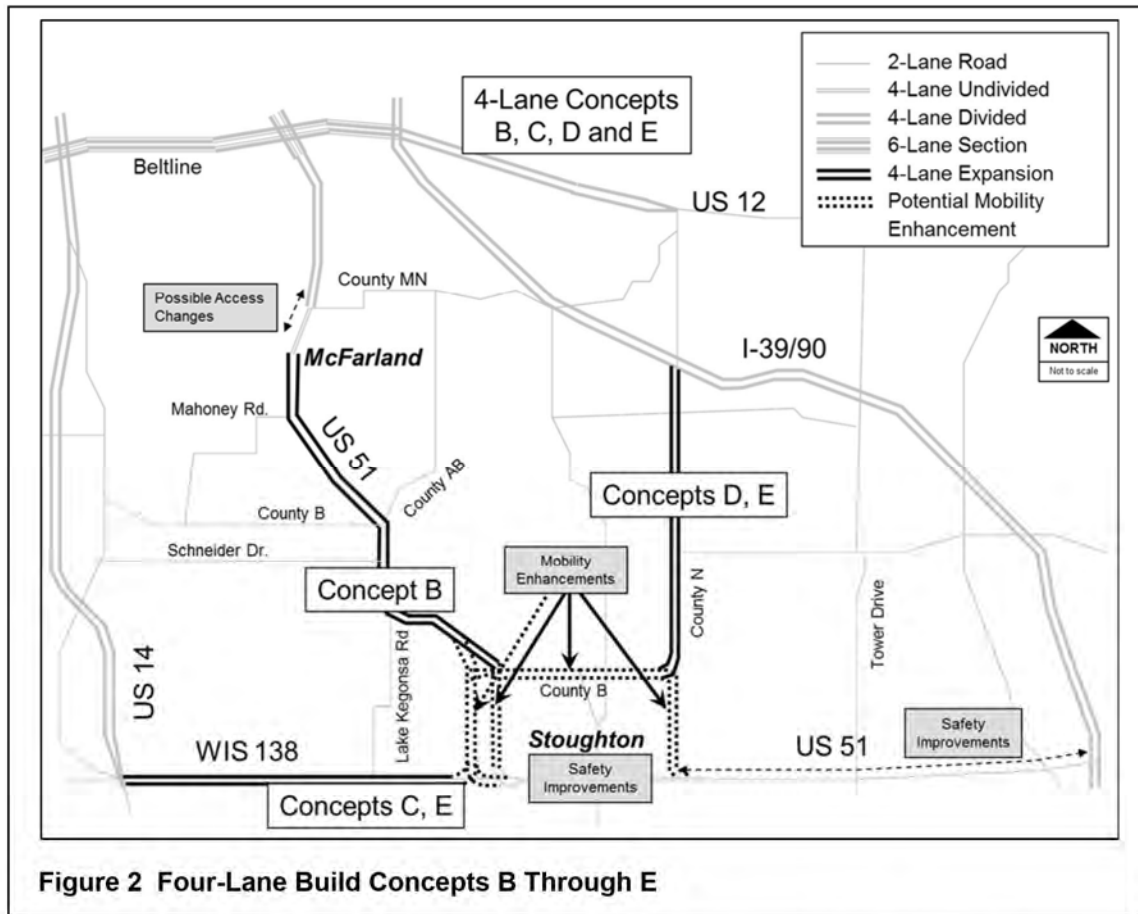 2-Lane Road
4-Lane Undivided
4-Lane Divided
6-Lane Section
4-Lane Expansion
Potential Mobility
Enhancement
4-Lane Concepts
B, C, D and E
Beltline
US 12
County MN
Possible Access
Changes
I-39/90
NORTH
Not to scale
McFarland
Mahoney Rd.
US 51
County AB
Concepts D, E
County B
Schneider Dr.
Mobility
Enhancements
Concept B
County N
Tower Drive
Lake Kegonsa Rd
US 14
County B
Safety
Improvements
WIS 138
Stoughton
US 51
Safety
Improvements
Concepts C, E
Figure 2 Four-Lane Build Concepts B Through E